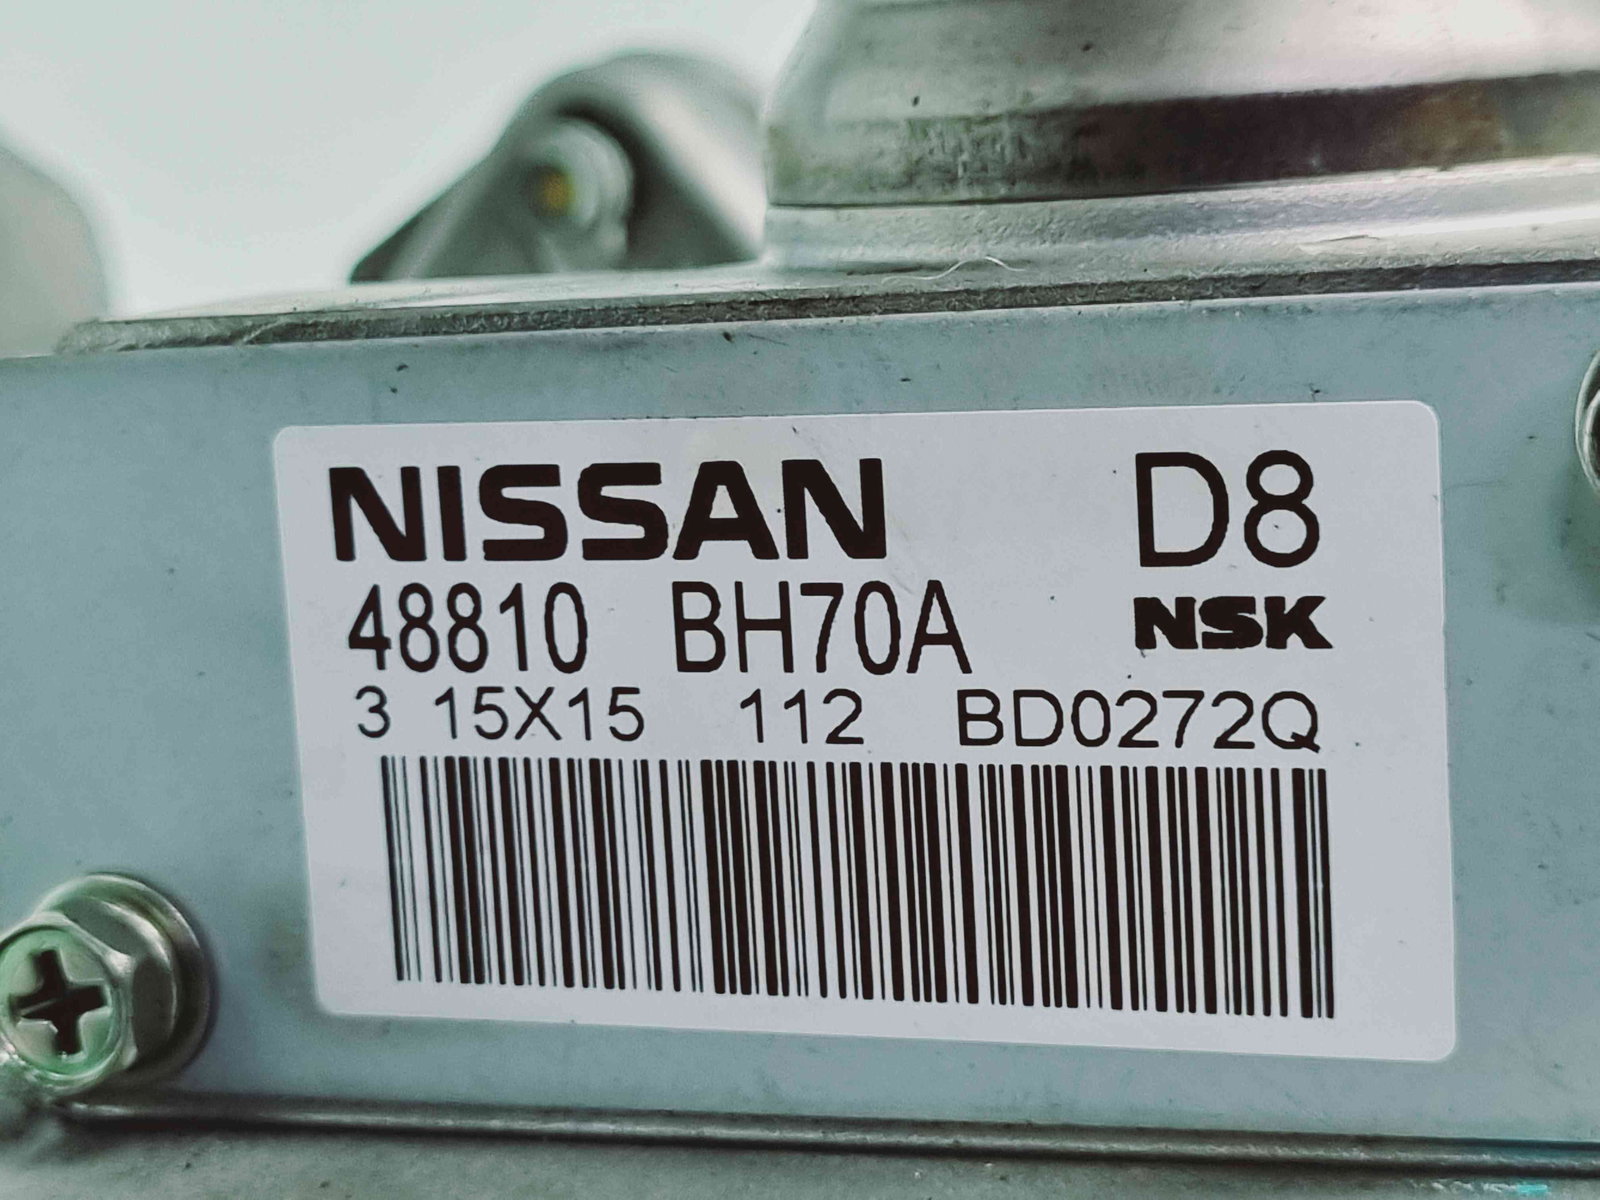 NISSAN D8
48810 BH70A NSK
3 15X15 112 BD0272Q